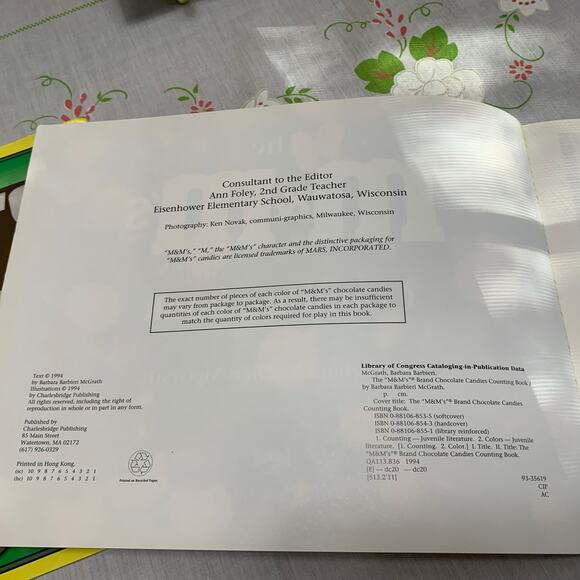 Consultant to the Editor
Ann Foley, 2nd Grade Teacher
Eisenhower Elementary School, Wauwatosa, Wisconsin
Photography: Ken Novak, communi-graphics, Milwaukee, Wisconsin
"M&M's," "M," the "M&M's" character and the distinctive packaging for
"M&M's" candies are licensed trademarks of MARS, INCORPORATED.
The exact number of pieces of each color of "M&M's" chocolate candies
may vary from package to package. As a result, there may be insufficient
quantities of each color of "M&M's" chocolate candies in each package to
match the quantity of colors required for play in this book.
Text © 1994
by Barbara Barbieri McGrath
Illustrations © 1994
by Charlesbridge Publishing
All rights reserved, including the right of
reproduction in whole or in part in any form.
Published by
Charlesbridge Publishing
85 Main Street
Watertown, MA 02172
(617) 926-0329
Printed in Hong Kong.
(sc) 10 9 8 7 6 5 4 3 2 1
(hc) 10 9 8 7 6 5 4 3 2 1
Printed on Recycled Paper.
Library of Congress Cataloging-in-Publication Data
McGrath, Barbara Barbieri.
The "M&M's"® Brand Chocolate Candies Counting Book /
by Barbara Barbieri McGrath.
p. cm.
Cover title: The "M&M's"® Brand Chocolate Candies
Counting Book.
ISBN 0-88106-853-5 (softcover)
ISBN 0-88106-854-3 (hardcover)
ISBN 0-88106-855-1 (library reinforced)
1. Counting — Juvenile literature. 2. Colors — Juvenile
literature. [1. Counting. 2. Color.] I. Title. II. Title: The
"M&M's"® Brand Chocolate Candies Counting Book.
QA113.B36 1994
[E] — dc20 — dc20
[513.2'11]
93-35619
CIP
AC